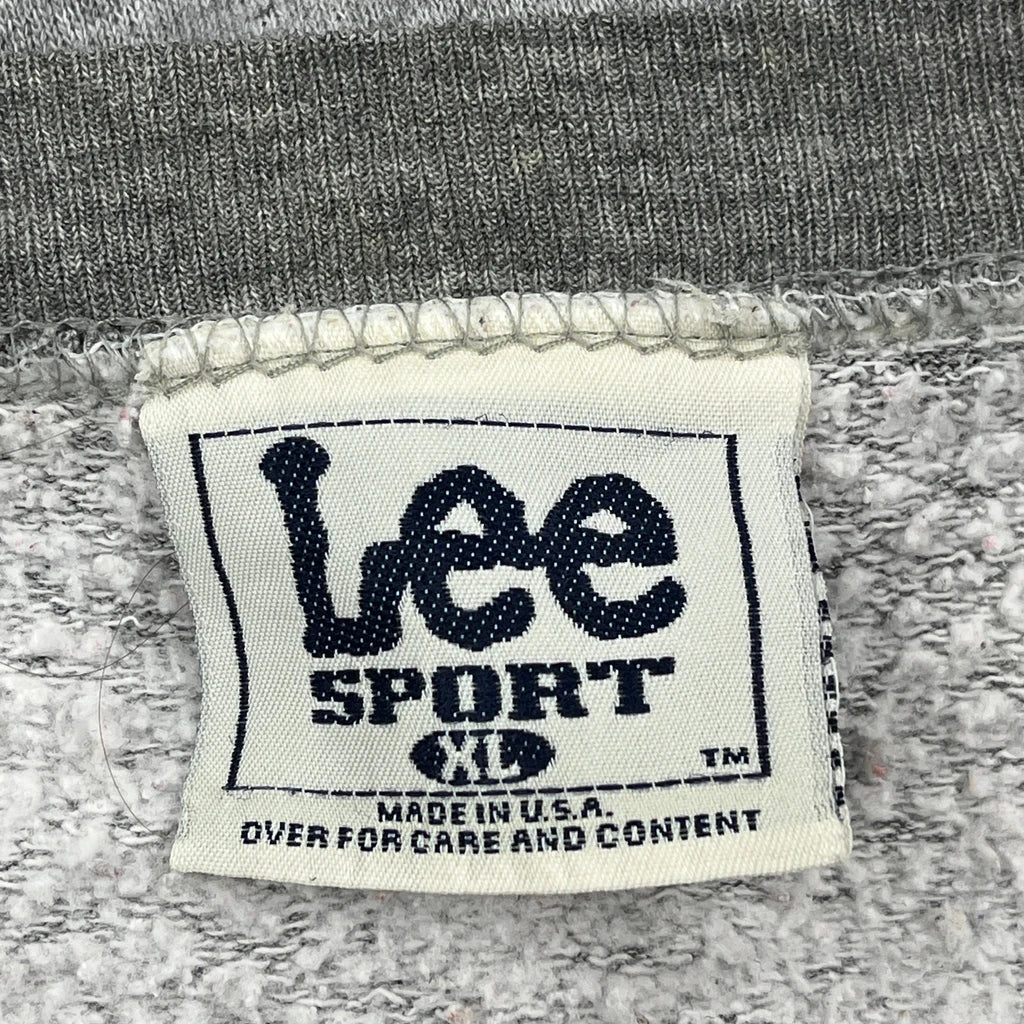 Lee
SPORT
XL
TM
MADE IN U.S.A.
OVER FOR CARE AND CONTENT